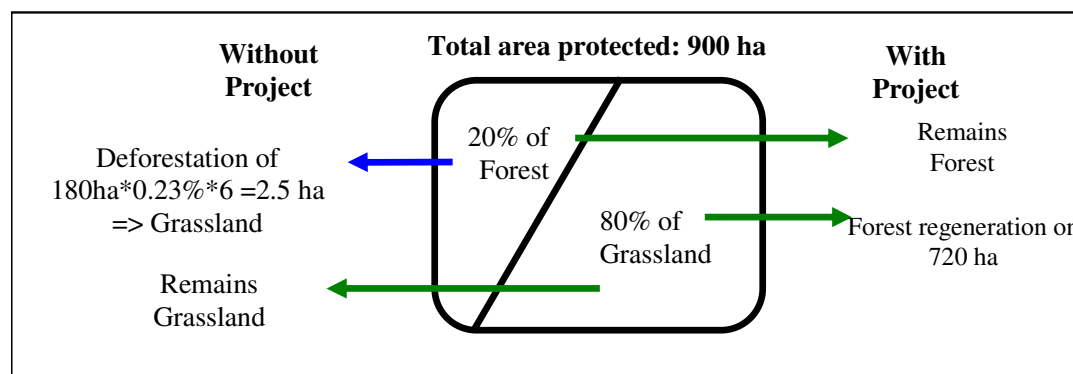 Total area protected: 900 ha
Without
Project
With
Project
20% of
Forest
Remains
Forest
Deforestation of
180ha*0.23%*6 =2.5 ha
=> Grassland
80% of
Grassland
Forest regeneration on
720 ha
Remains
Grassland